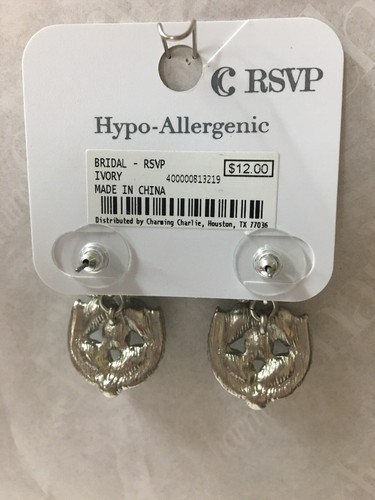 CC RSVP
Hypo-Allergenic
BRIDAL - RSVP
$12.00
IVORY 400000813219
MADE IN CHINA
Distributed by Charming Charlie, Houston, TX 77036